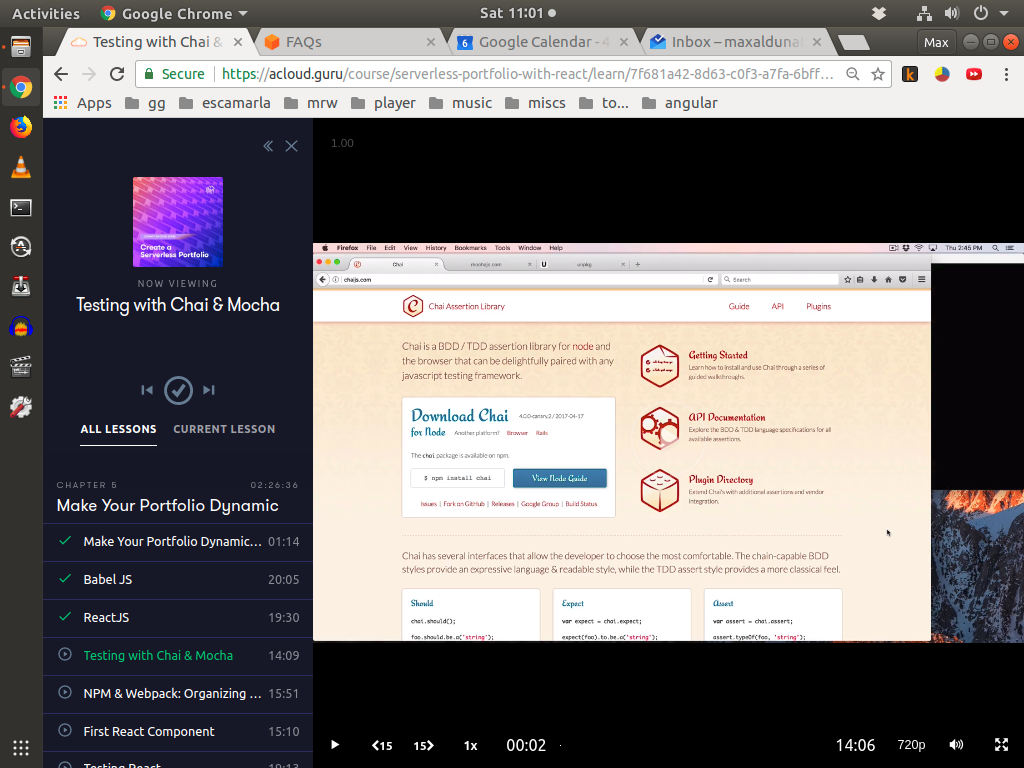 Activities Google Chrome Sat 11:01
Testing with Chai & FAQs Google Calendar - 4 Inbox – maxaldunat Max
Secure https://acloud.guru/course/serverless-portfolio-with-react/learn/7f681a42-8d63-c0f3-a7fa-6bff...
Apps gg escamarla mrw player music miscs to... angular
1.00
Create a
Serverless Portfolio
NOW VIEWING
Testing with Chai & Mocha
ALL LESSONS CURRENT LESSON
CHAPTER 5 02:26:36
Make Your Portfolio Dynamic
Make Your Portfolio Dynamic... 01:14
Babel JS 20:05
ReactJS 19:30
Testing with Chai & Mocha 14:09
NPM & Webpack: Organizing ... 15:51
First React Component 15:10
Testing React 19:13
Firefox File Edit View History Bookmarks Tools Window Help Thu 2:45 PM
Chai mochajs.com unpkg
chaijs.com Search
Chai Assertion Library Guide API Plugins
Chai is a BDD / TDD assertion library for node and
the browser that can be delightfully paired with any
javascript testing framework.
Download Chai 4.0.0-canary.2 / 2017-04-17
for Node Another platform? Browser Rails
The chai package is available on npm.
$ npm install chai View Node Guide
Issues | Fork on GitHub | Releases | Google Group | Build Status
Getting Started
Learn how to install and use Chai through a series of
guided walkthroughs.
API Documentation
Explore the BDD & TDD language specifications for all
available assertions.
Plugin Directory
Extend Chai's with additional assertions and vendor
integration.
Chai has several interfaces that allow the developer to choose the most comfortable. The chain-capable BDD
styles provide an expressive language & readable style, while the TDD assert style provides a more classical feel.
Should
chai.should();
foo.should.be.a('string');
Expect
var expect = chai.expect;
expect(foo).to.be.a('string');
Assert
var assert = chai.assert;
assert.typeOf(foo, 'string');
15 15 1x 00:02 14:06 720p